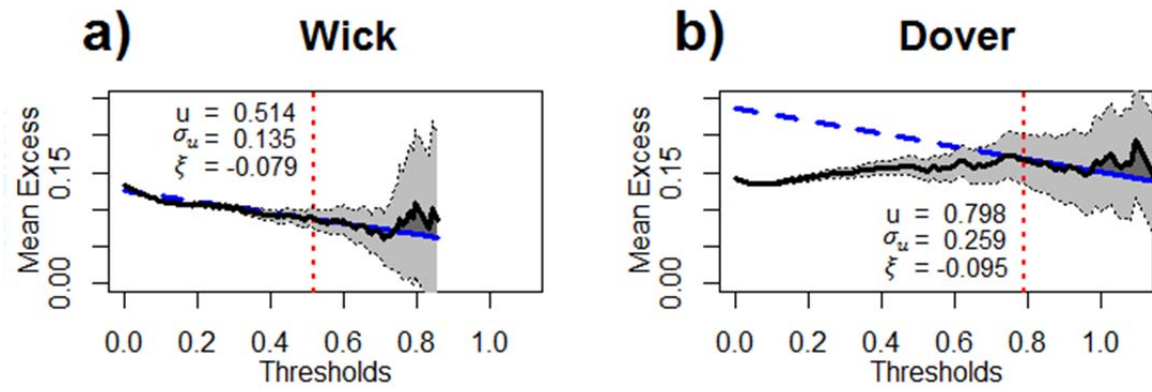 a) Wick
Mean Excess
0.15
0.00
u = 0.514
σu = 0.135
ξ = -0.079
0.0 0.2 0.4 0.6 0.8 1.0
Thresholds
b) Dover
Mean Excess
0.15
0.00
u = 0.798
σu = 0.259
ξ = -0.095
0.0 0.2 0.4 0.6 0.8 1.0
Thresholds